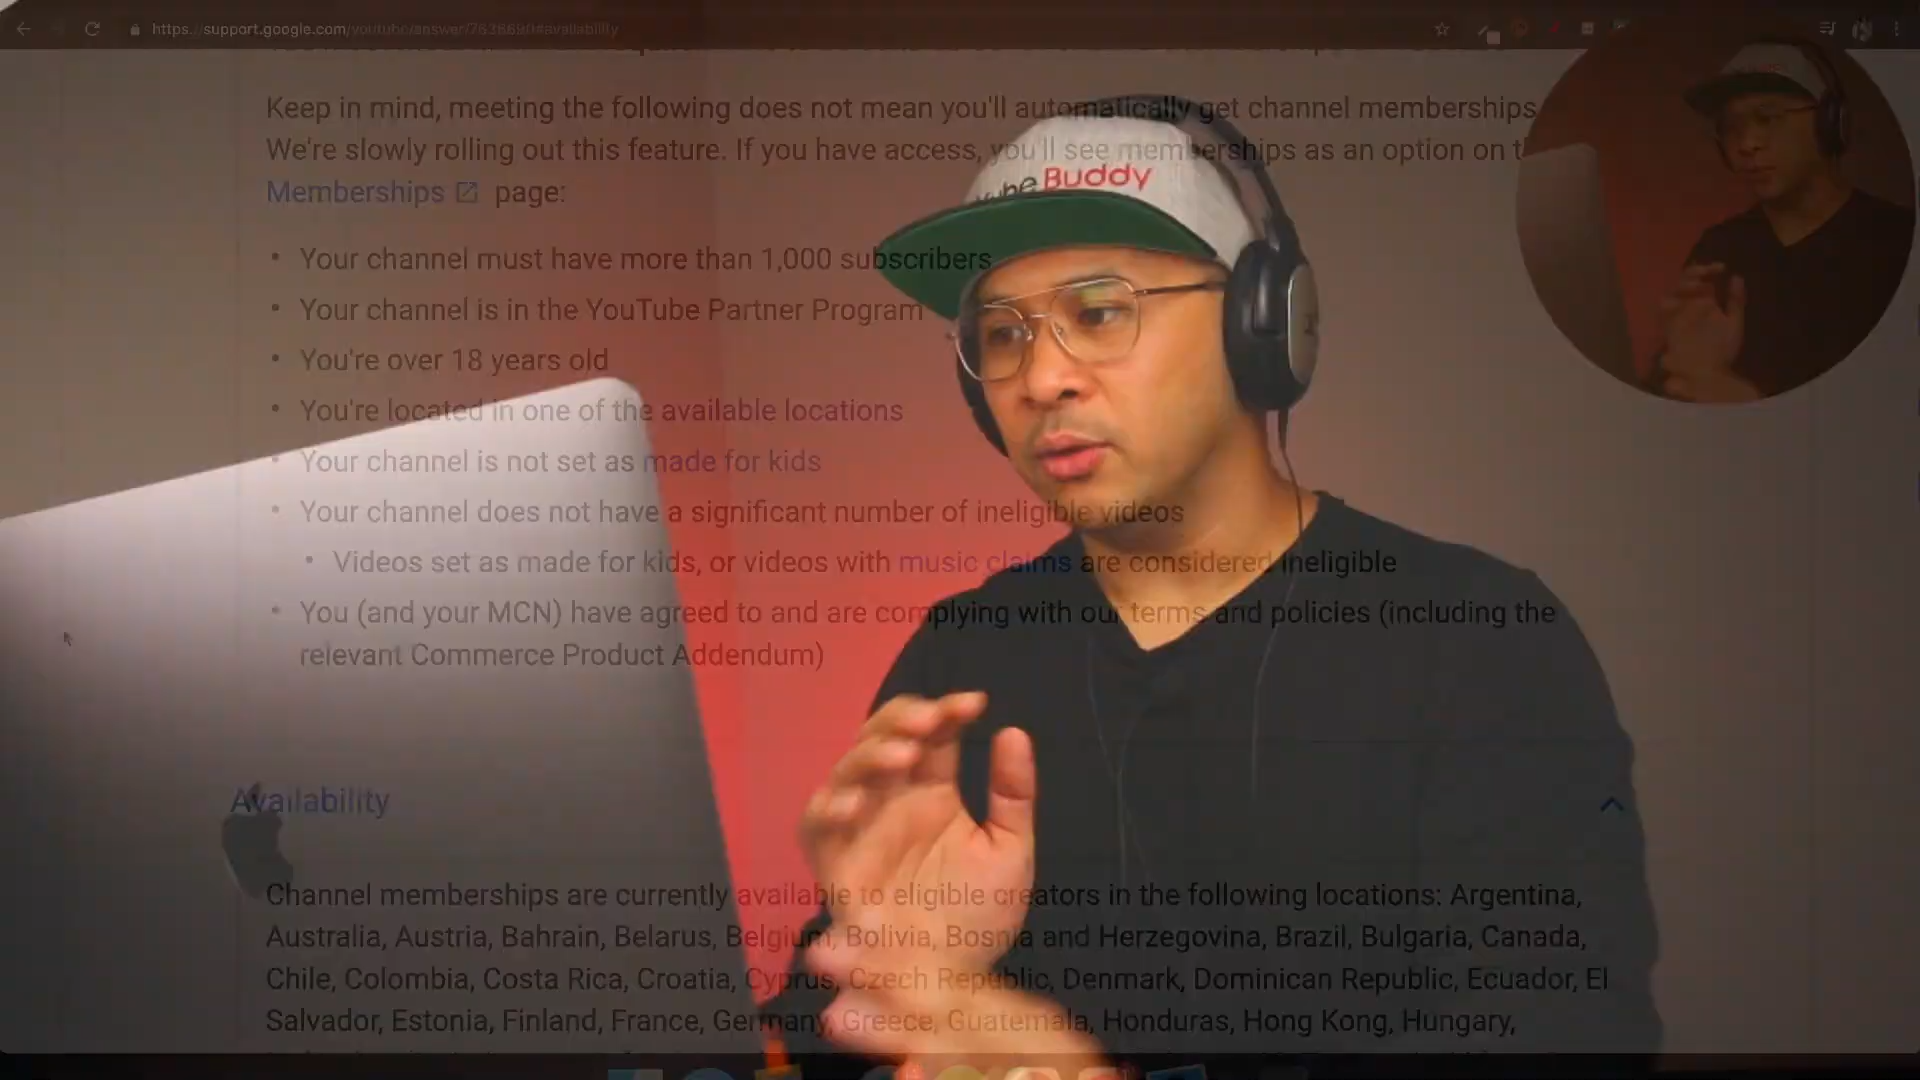 https://support.google.com/youtube/answer/7636690#availability
Keep in mind, meeting the following does not mean you'll automatically get channel memberships
We're slowly rolling out this feature. If you have access, you'll see memberships as an option on t
Memberships page:
• Your channel must have more than 1,000 subscribers
• Your channel is in the YouTube Partner Program
• You're over 18 years old
• You're located in one of the available locations
• Your channel is not set as made for kids
• Your channel does not have a significant number of ineligible videos
• Videos set as made for kids, or videos with music claims are considered ineligible
• You (and your MCN) have agreed to and are complying with our terms and policies (including the
relevant Commerce Product Addendum)
Availability
Channel memberships are currently available to eligible creators in the following locations: Argentina,
Australia, Austria, Bahrain, Belarus, Belgium, Bolivia, Bosnia and Herzegovina, Brazil, Bulgaria, Canada,
Chile, Colombia, Costa Rica, Croatia, Cyprus, Czech Republic, Denmark, Dominican Republic, Ecuador, El
Salvador, Estonia, Finland, France, Germany, Greece, Guatemala, Honduras, Hong Kong, Hungary,
Buddy